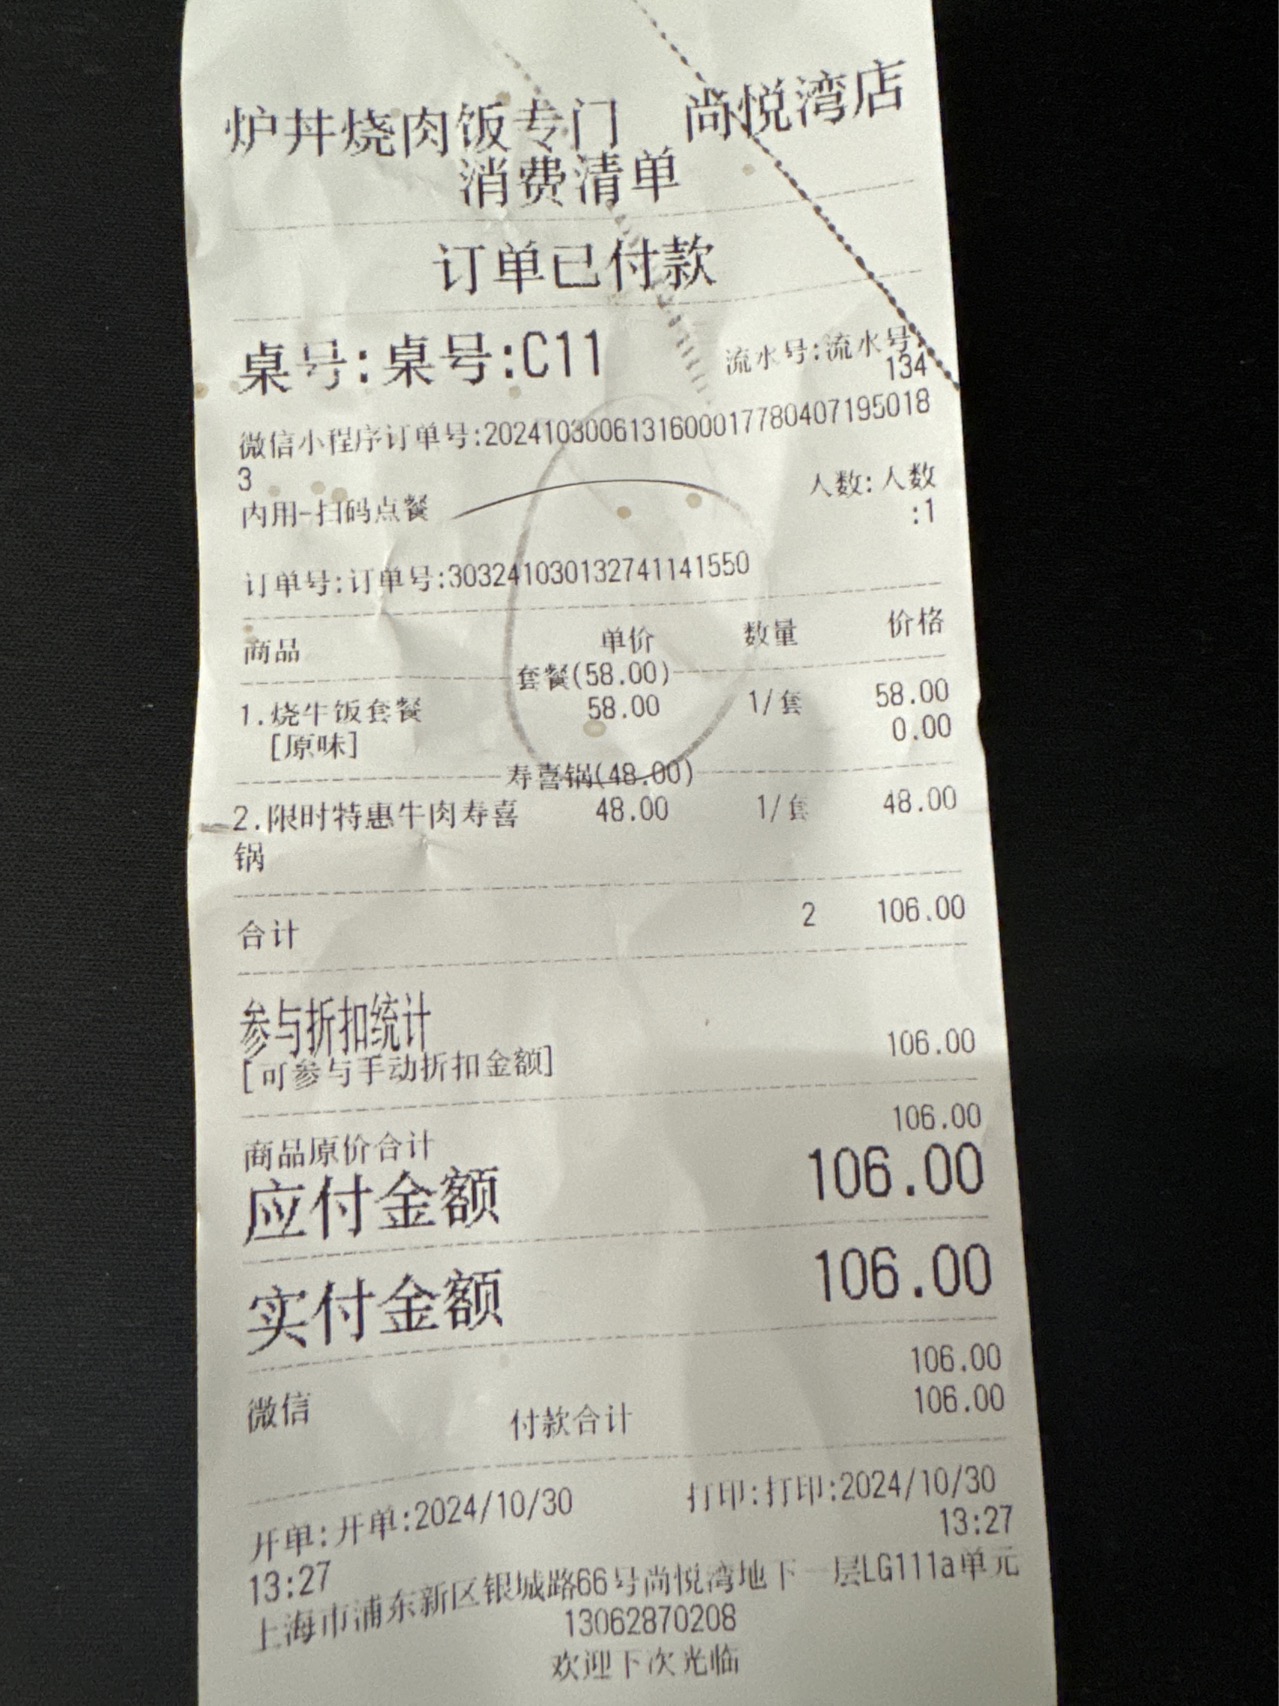 炉丼烧肉饭专门 尚悦湾店
消费清单
订单已付款
桌号:桌号:C11 流水号:流水号:
134
微信小程序订单号:2024103006131600017780407195018
3
内用-扫码点餐 人数:人数
:1
订单号:订单号:303241030132741141550
商品 单价 数量 价格
套餐(58.00)
1.烧牛饭套餐 58.00 1/套 58.00
[原味] 0.00
寿喜锅(48.00)
2.限时特惠牛肉寿喜 48.00 1/套 48.00
锅
合计 2 106.00
参与折扣统计
[可参与手动折扣金额] 106.00
商品原价合计 106.00
应付金额 106.00
实付金额 106.00
微信 106.00
付款合计 106.00
开单:开单:2024/10/30 打印:打印:2024/10/30
13:27 13:27
上海市浦东新区银城路66号尚悦湾地下一层LG111a单元
13062870208
欢迎下次光临